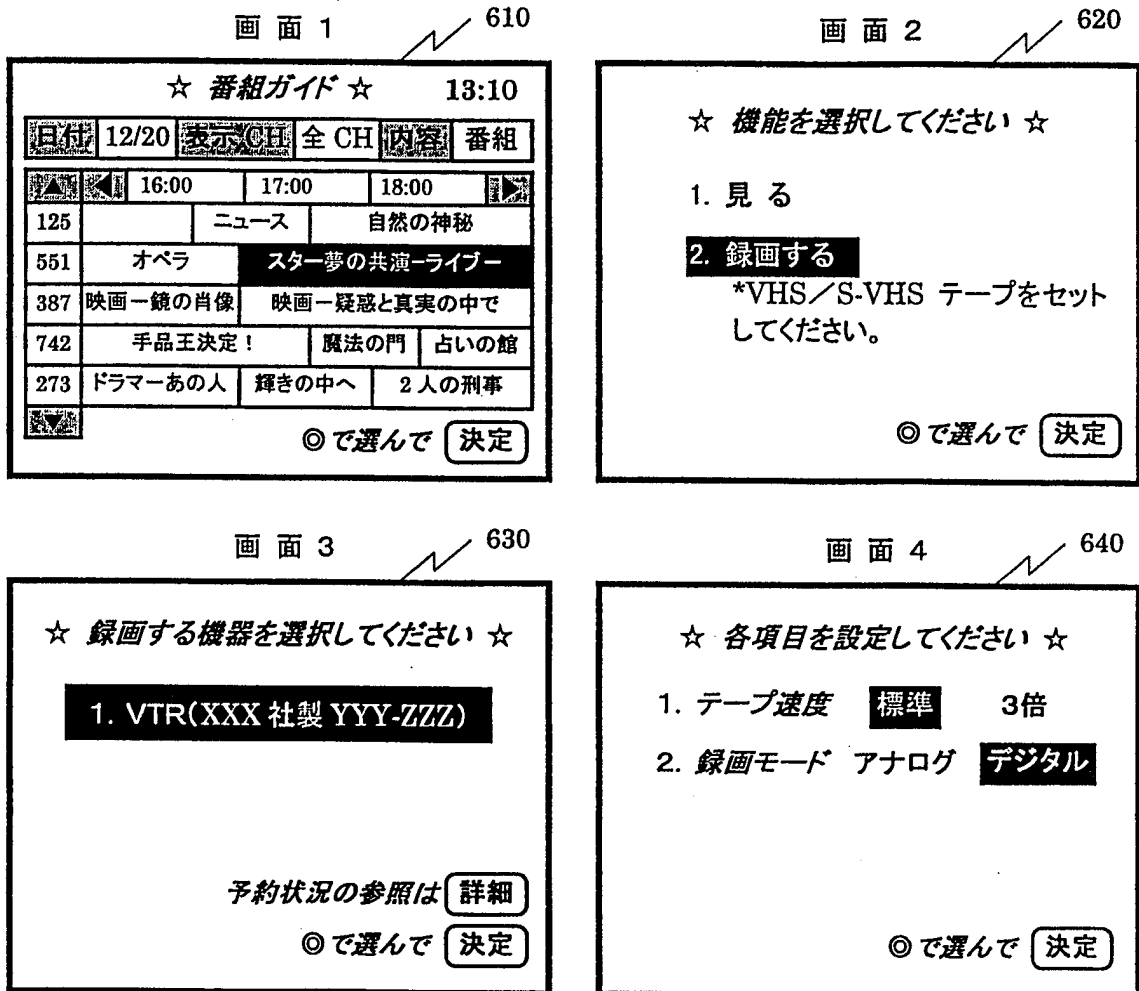 画面 1
610
☆ 番組ガイド ☆ 13:10
日付 12/20 表示CH 全 CH 内容 番組
▲ ◀ 16:00 17:00 18:00 ▶
125 ニュース 自然の神秘
551 オペラ スター夢の共演ーライブー
387 映画ー鏡の肖像 映画ー疑惑と真実の中で
742 手品王決定! 魔法の門 占いの館
273 ドラマーあの人 輝きの中へ 2人の刑事
▼
◎で選んで 決定
画面 2
620
☆ 機能を選択してください ☆
1. 見る
2. 録画する
*VHS/S-VHS テープをセット
してください。
◎で選んで 決定
画面 3
630
☆ 録画する機器を選択してください ☆
1. VTR(XXX 社製 YYY-ZZZ)
予約状況の参照は 詳細
◎で選んで 決定
画面 4
640
☆ 各項目を設定してください ☆
1. テープ速度 標準 3倍
2. 録画モード アナログ デジタル
◎で選んで 決定